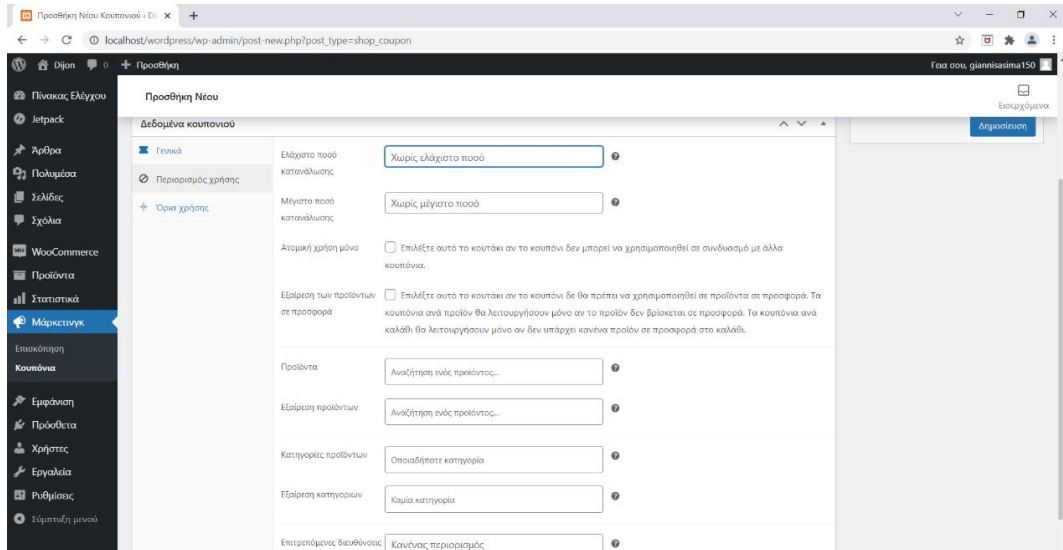 Προσθήκη Νέου Κουπονιού ‹ Dij
localhost/wordpress/wp-admin/post-new.php?post_type=shop_coupon
Dijon 0 + Προσθήκη
Γεια σου, giannisasima150
Πίνακας Ελέγχου
Jetpack
Άρθρα
Πολυμέσα
Σελίδες
Σχόλια
WooCommerce
Προϊόντα
Στατιστικά
Μάρκετινγκ
Επισκόπηση
Κουπόνια
Εμφάνιση
Πρόσθετα
Χρήστες
Εργαλεία
Ρυθμίσεις
Σύμπτυξη μενού
Προσθήκη Νέου
Εισερχόμενα
Δεδομένα κουπονιού
Δημοσίευση
Γενικά
Περιορισμός χρήσης
Όρια χρήσης
Ελάχιστο ποσό
κατανάλωσης
Χωρίς ελάχιστο ποσό
Μέγιστο ποσό
κατανάλωσης
Χωρίς μέγιστο ποσό
Ατομική χρήση μόνο
Επιλέξτε αυτό το κουτάκι αν το κουπόνι δεν μπορεί να χρησιμοποιηθεί σε συνδυασμό με άλλα
κουπόνια.
Εξαίρεση των προϊόντων
σε προσφορά
Επιλέξτε αυτό το κουτάκι αν το κουπόνι δε θα πρέπει να χρησιμοποιηθεί σε προϊόντα σε προσφορά. Τα
κουπόνια ανά προϊόν θα λειτουργήσουν μόνο αν το προϊόν δεν βρίσκεται σε προσφορά. Τα κουπόνια ανά
καλάθι θα λειτουργήσουν μόνο αν δεν υπάρχει κανένα προϊόν σε προσφορά στο καλάθι.
Προϊόντα
Αναζήτηση ενός προϊόντος...
Εξαίρεση προϊόντων
Αναζήτηση ενός προϊόντος...
Κατηγορίες προϊόντων
Οποιαδήποτε κατηγορία
Εξαίρεση κατηγοριών
Καμία κατηγορία
Επιτρεπόμενες διευθύνσεις
Κανένας περιορισμός